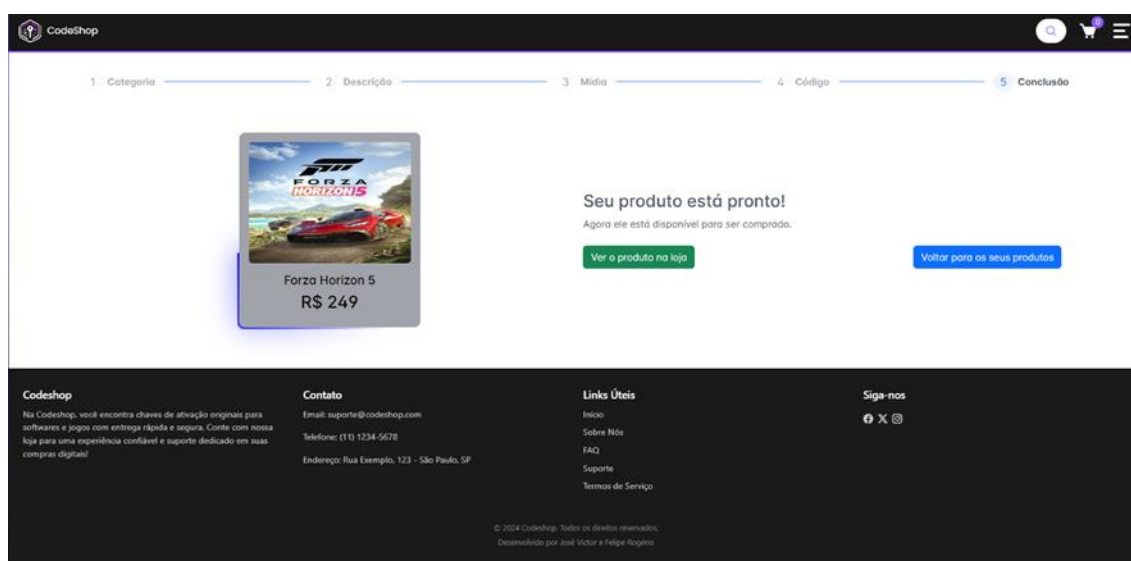 CodeShop
1 Categoria
2 Descrição
3 Mídia
4 Código
5 Conclusão
FORZA
HORIZON 5
Forza Horizon 5
R$ 249
Seu produto está pronto!
Agora ele está disponível para ser comprado.
Ver o produto na loja
Voltar para os seus produtos
Codeshop
Na Codeshop, você encontra chaves de ativação originais para
softwares e jogos com entrega rápida e segura. Conte com nossa
loja para uma experiência confiável e suporte dedicado em suas
compras digitais!
Contato
Email: suporte@codeshop.com
Telefone: (11) 1234-5678
Endereço: Rua Exemplo, 123 - São Paulo, SP
Links Úteis
Início
Sobre Nós
FAQ
Suporte
Termos de Serviço
Siga-nos
© 2024 Codeshop. Todos os direitos reservados.
Desenvolvido por José Victor e Felipe Rogério